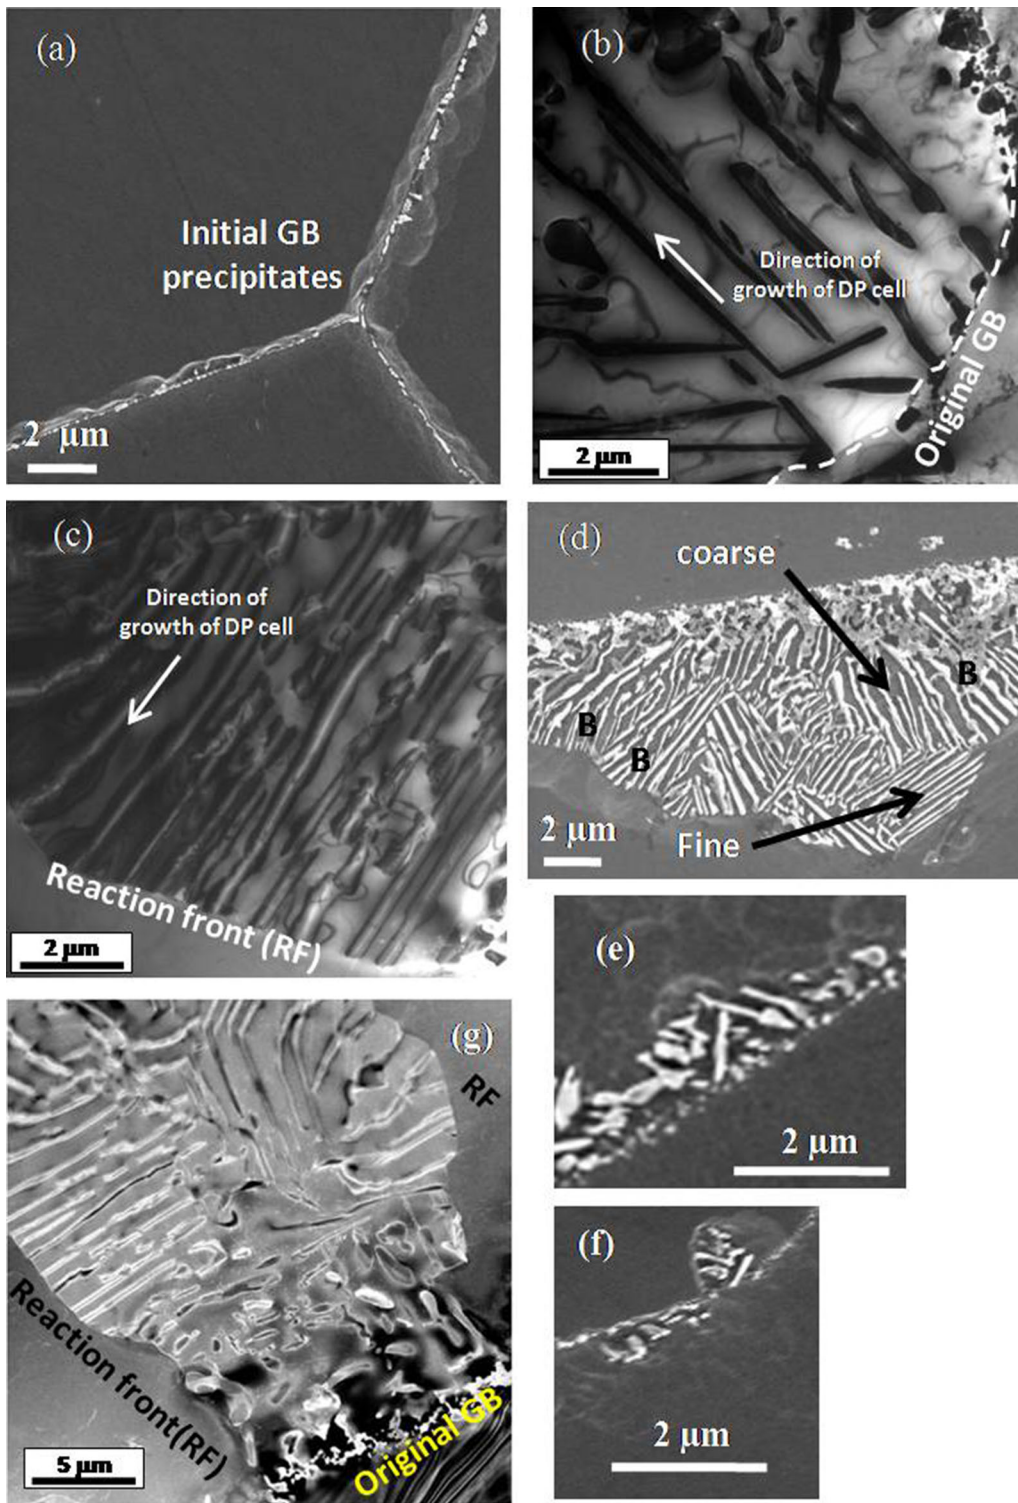 (a)
Initial GB
precipitates
2 μm
(b)
Direction of
growth of DP cell
Original GB
2 μm
(c)
Direction of
growth of DP cell
Reaction front (RF)
2 μm
(d)
coarse
B
B
B
Fine
2 μm
(e)
2 μm
(f)
2 μm
(g)
RF
Reaction front(RF)
Original GB
5 μm